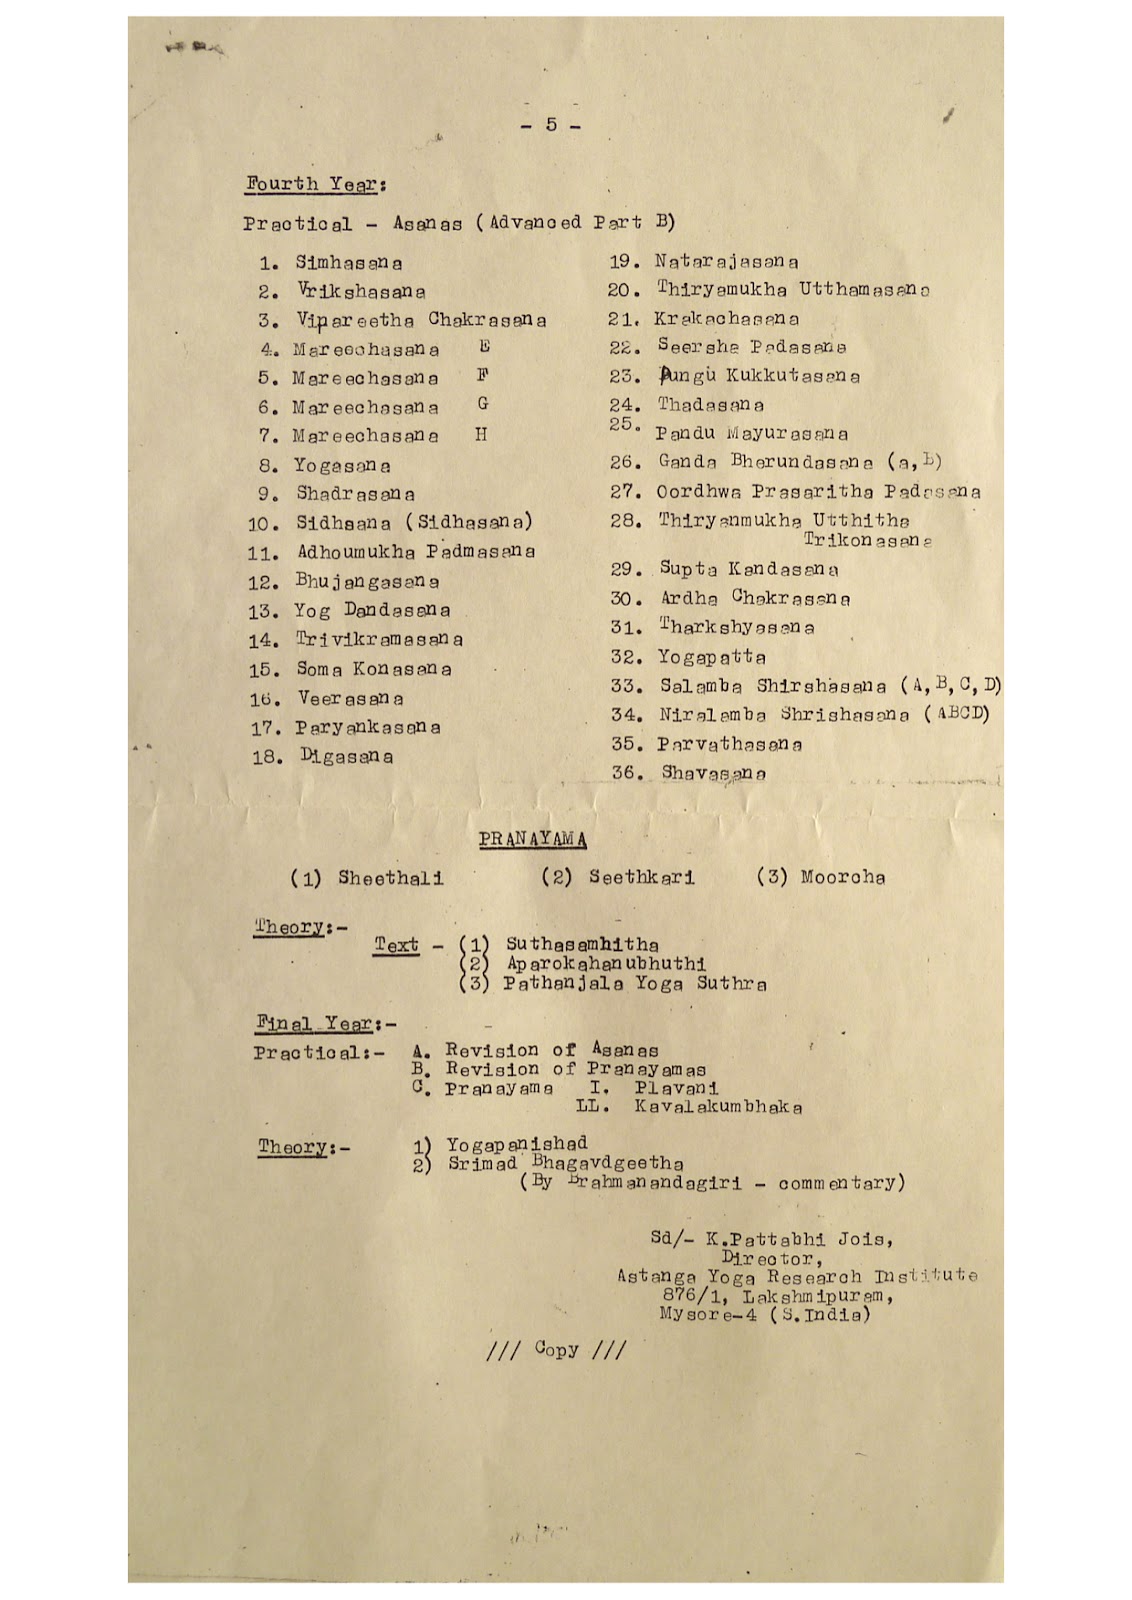 - 5 -
Fourth Year:
Practical - Asanas (Advanced Part B)
1. Simhasana
2. Vrikshasana
3. Vipareetha Chakrasana
4. Mareechasana E
5. Mareechasana F
6. Mareechasana G
7. Mareechasana H
8. Yogasana
9. Shadrasana
10. Sidhsana (Sidhasana)
11. Adhoumukha Padmasana
12. Bhujangasana
13. Yog Dandasana
14. Trivikramasana
15. Soma Konasana
16. Veerasana
17. Paryankasana
18. Digasana
19. Natarajasana
20. Thiryamukha Utthamasana
21. Krakachasana
22. Seersha Padasana
23. Pungu Kukkutasana
24. Thadasana
25. Pandu Mayurasana
26. Ganda Bherundasana (a,B)
27. Oordhwa Prasaritha Padasana
28. Thiryanmukha Utthitha
Trikonasana
29. Supta Kandasana
30. Ardha Chakrasana
31. Tharkshyasana
32. Yogapatta
33. Salamba Shirshasana (A,B,C,D)
34. Niralamba Shrishasana (ABCD)
35. Parvathasana
36. Shavasana
PRANAYAMA
(1) Sheethali (2) Seethkari (3) Moorcha
Theory:-
Text - (1) Suthasamhitha
(2) Aparokahanubhuthi
(3) Pathanjala Yoga Suthra
Final Year:-
Practical:- A. Revision of Asanas
B. Revision of Pranayamas
C. Pranayama I. Plavani
LL. Kavalakumbhaka
Theory:- 1) Yogapanishad
2) Srimad Bhagavdgeetha
(By Brahmanandagiri - commentary)
Sd/- K.Pattabhi Jois,
Director,
Astanga Yoga Research Institute
876/1, Lakshmipuram,
Mysore-4 (S.India)
/// Copy ///